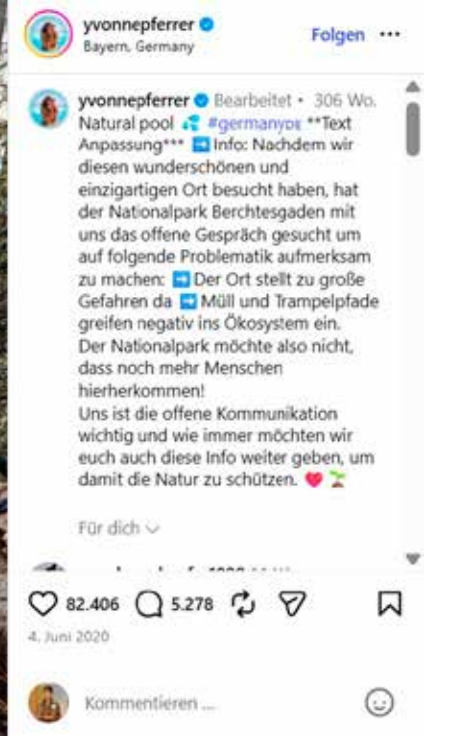 yvonnepferrer
Bayern, Germany
Folgen
yvonnepferrer Bearbeitet • 306 Wo.
Natural pool 💦 #germanyDE **Text
Anpassung*** ➡️Info: Nachdem wir
diesen wunderschönen und
einzigartigen Ort besucht haben, hat
der Nationalpark Berchtesgaden mit
uns das offene Gespräch gesucht um
auf folgende Problematik aufmerksam
zu machen: ➡️Der Ort stellt zu große
Gefahren da ➡️Müll und Trampelpfade
greifen negativ ins Ökosystem ein.
Der Nationalpark möchte also nicht,
dass noch mehr Menschen
hierherkommen!
Uns ist die offene Kommunikation
wichtig und wie immer möchten wir
euch auch diese Info weiter geben, um
damit die Natur zu schützen. ❤️🌱
Für dich
82.406 5.278
4. Juni 2020
Kommentieren ...